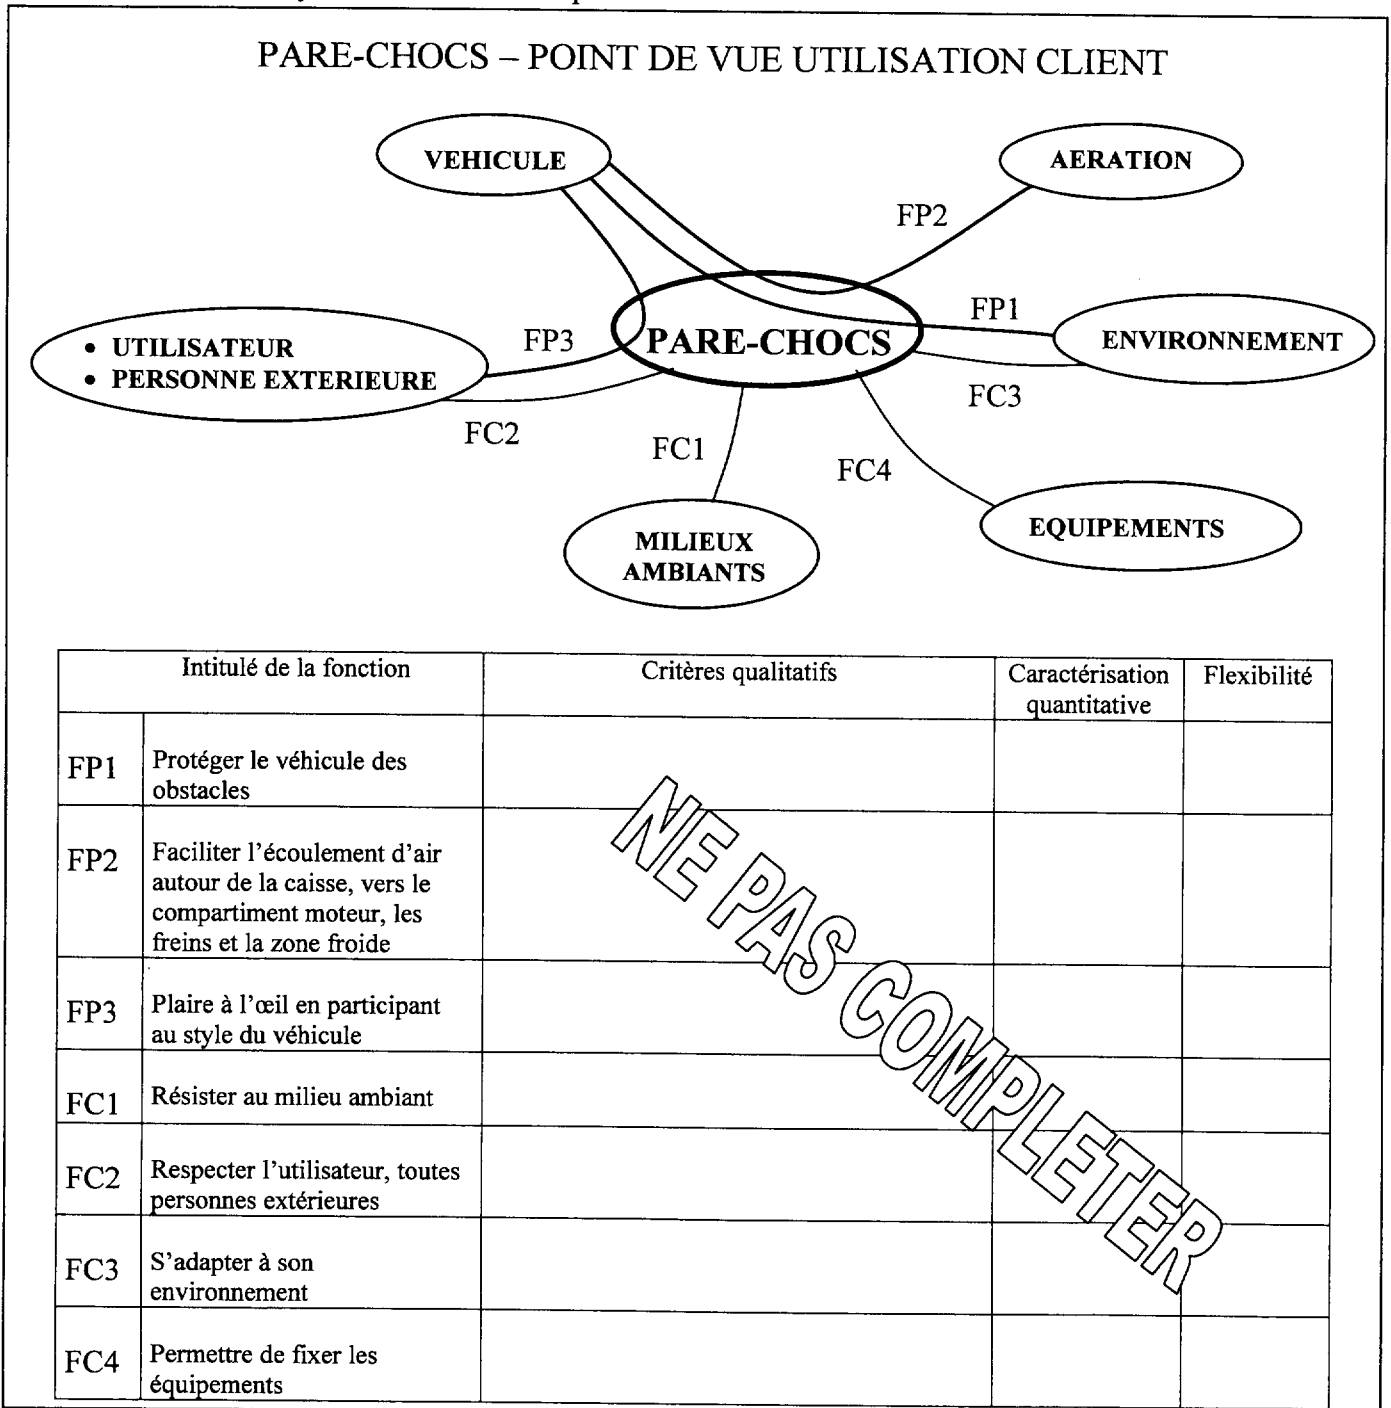 PARE-CHOCS – POINT DE VUE UTILISATION CLIENT
VEHICULE
AERATION
FP2
FP1
PARE-CHOCS
ENVIRONNEMENT
• UTILISATEUR
• PERSONNE EXTERIEURE
FP3
FC3
FC2
FC1
FC4
EQUIPEMENTS
MILIEUX
AMBIANTS
Intitulé de la fonction
Critères qualitatifs
Caractérisation
quantitative
Flexibilité
FP1
Protéger le véhicule des
obstacles
FP2
Faciliter l'écoulement d'air
autour de la caisse, vers le
compartiment moteur, les
freins et la zone froide
FP3
Plaire à l'œil en participant
au style du véhicule
FC1
Résister au milieu ambiant
FC2
Respecter l'utilisateur, toutes
personnes extérieures
FC3
S'adapter à son
environnement
FC4
Permettre de fixer les
équipements
NE PAS COMPLETER